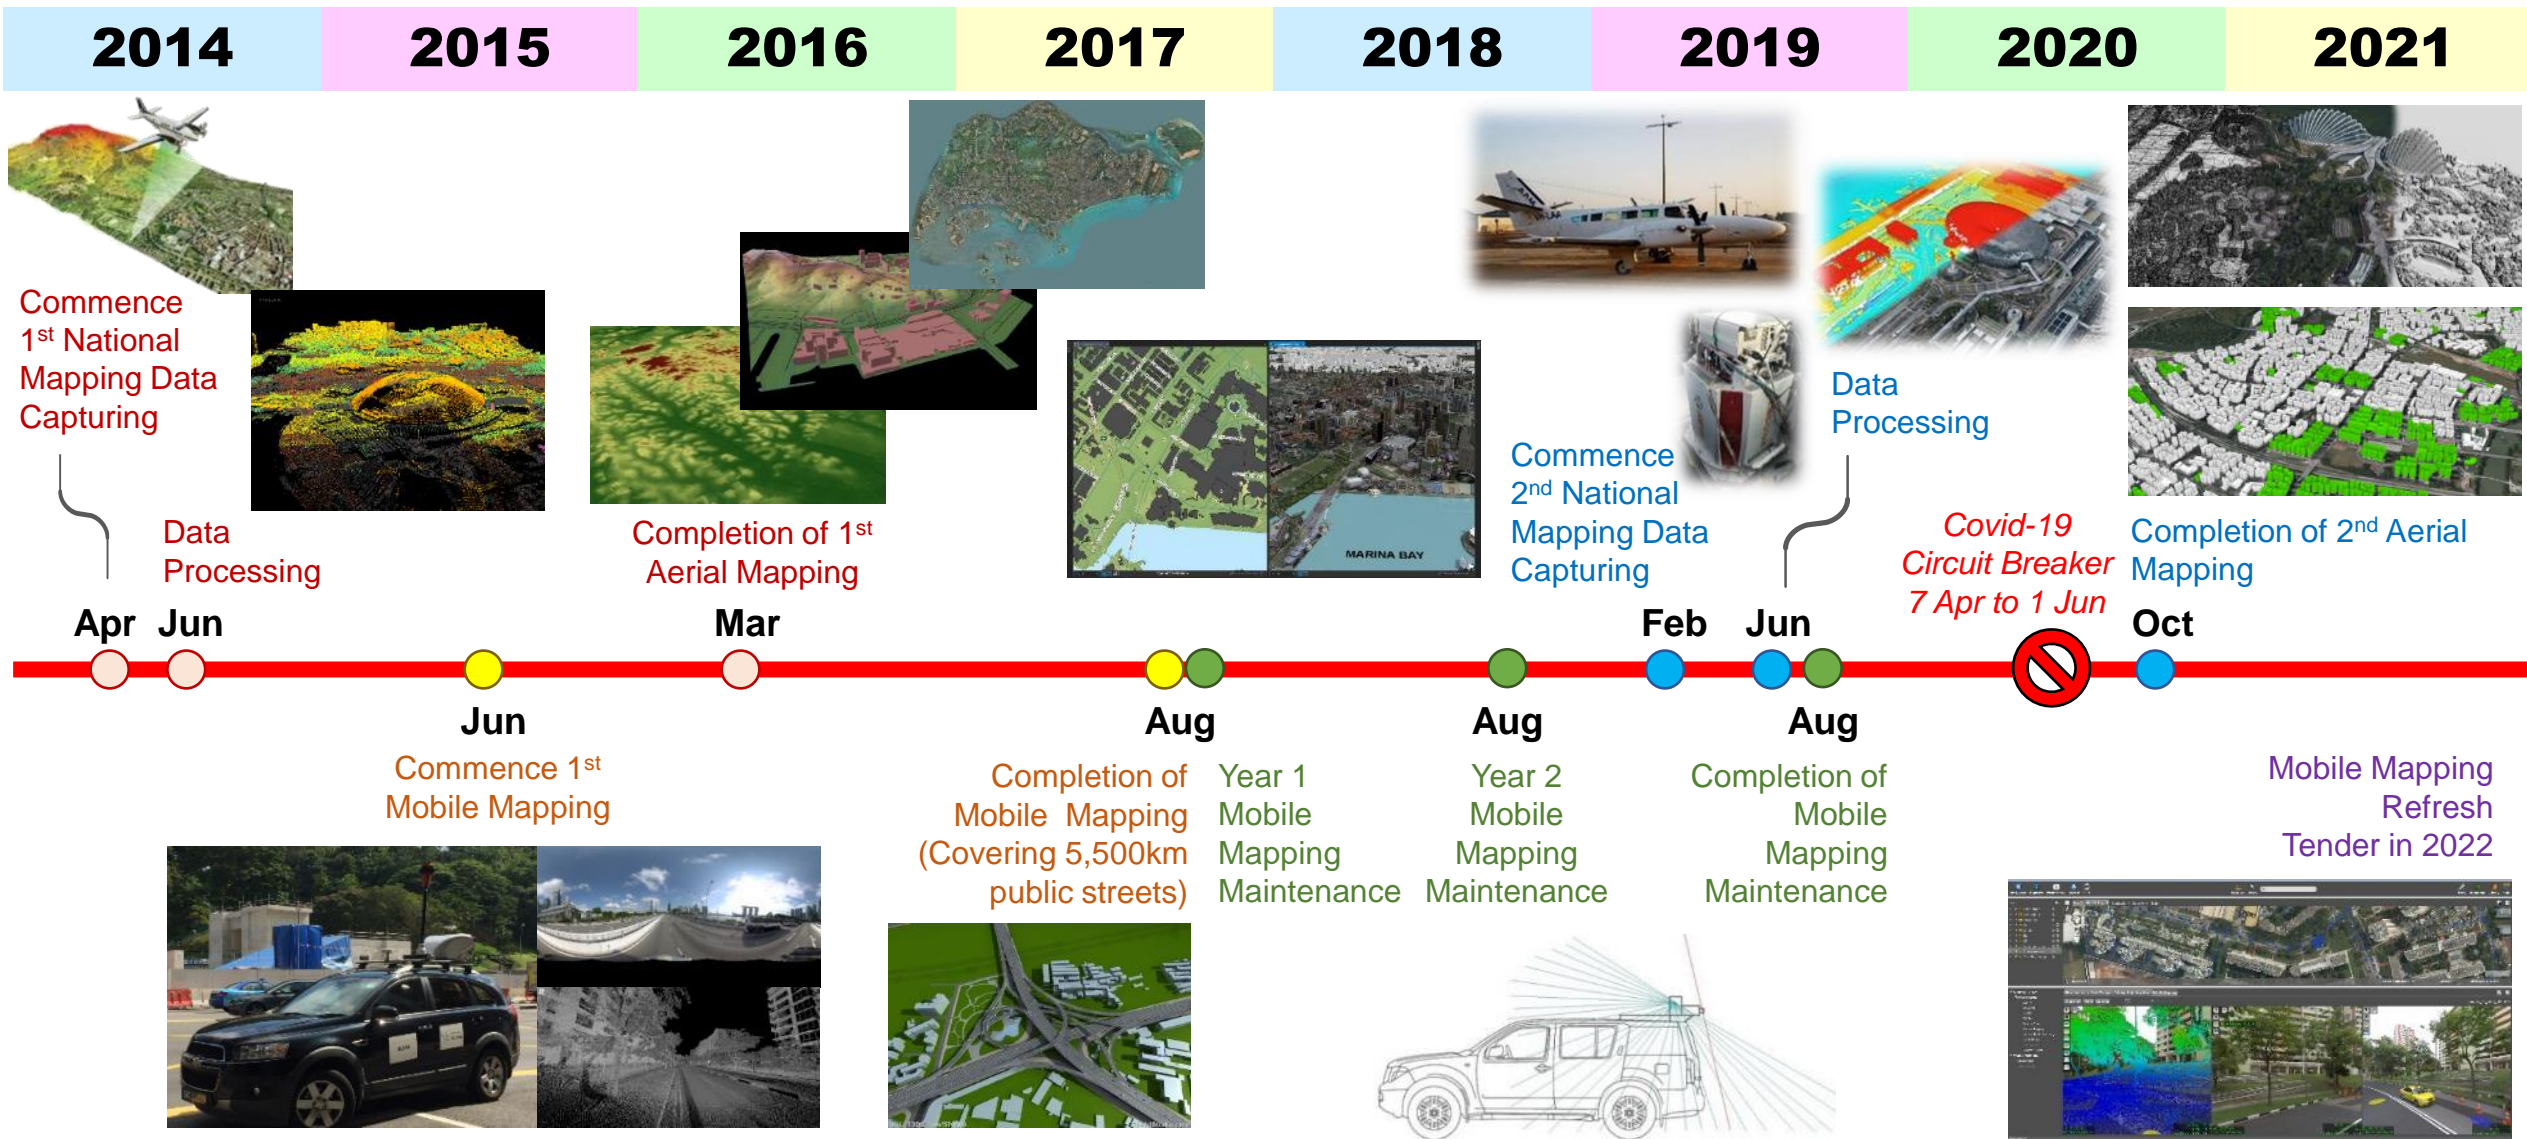 2014 2015 2016 2017 2018 2019 2020 2021
Commence
1st National
Mapping Data
Capturing
Data
Processing
Completion of 1st
Aerial Mapping
MARINA BAY
Commence
2nd National
Mapping Data
Capturing
Data
Processing
Covid-19
Circuit Breaker
7 Apr to 1 Jun
Completion of 2nd Aerial
Mapping
Apr Jun Mar Feb Jun Oct
Jun Aug Aug Aug
Commence 1st
Mobile Mapping
Completion of
Mobile Mapping
(Covering 5,500km
public streets)
Year 1
Mobile
Mapping
Maintenance
Year 2
Mobile
Mapping
Maintenance
Completion of
Mobile
Mapping
Maintenance
Mobile Mapping
Refresh
Tender in 2022